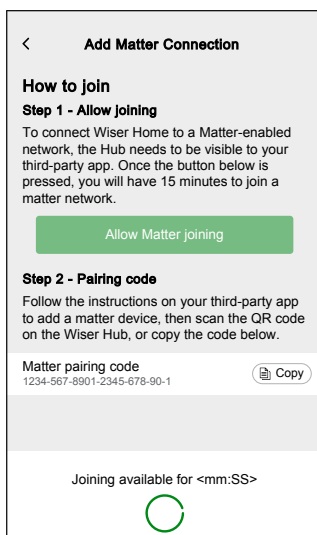 Add Matter Connection
How to join
Step 1 - Allow joining
To connect Wiser Home to a Matter-enabled
network, the Hub needs to be visible to your
third-party app. Once the button below is
pressed, you will have 15 minutes to join a
matter network.
Allow Matter joining
Step 2 - Pairing code
Follow the instructions on your third-party app
to add a matter device, then scan the QR code
on the Wiser Hub, or copy the code below.
Matter pairing code
1234-567-8901-2345-678-90-1
Copy
Joining available for <mm:SS>